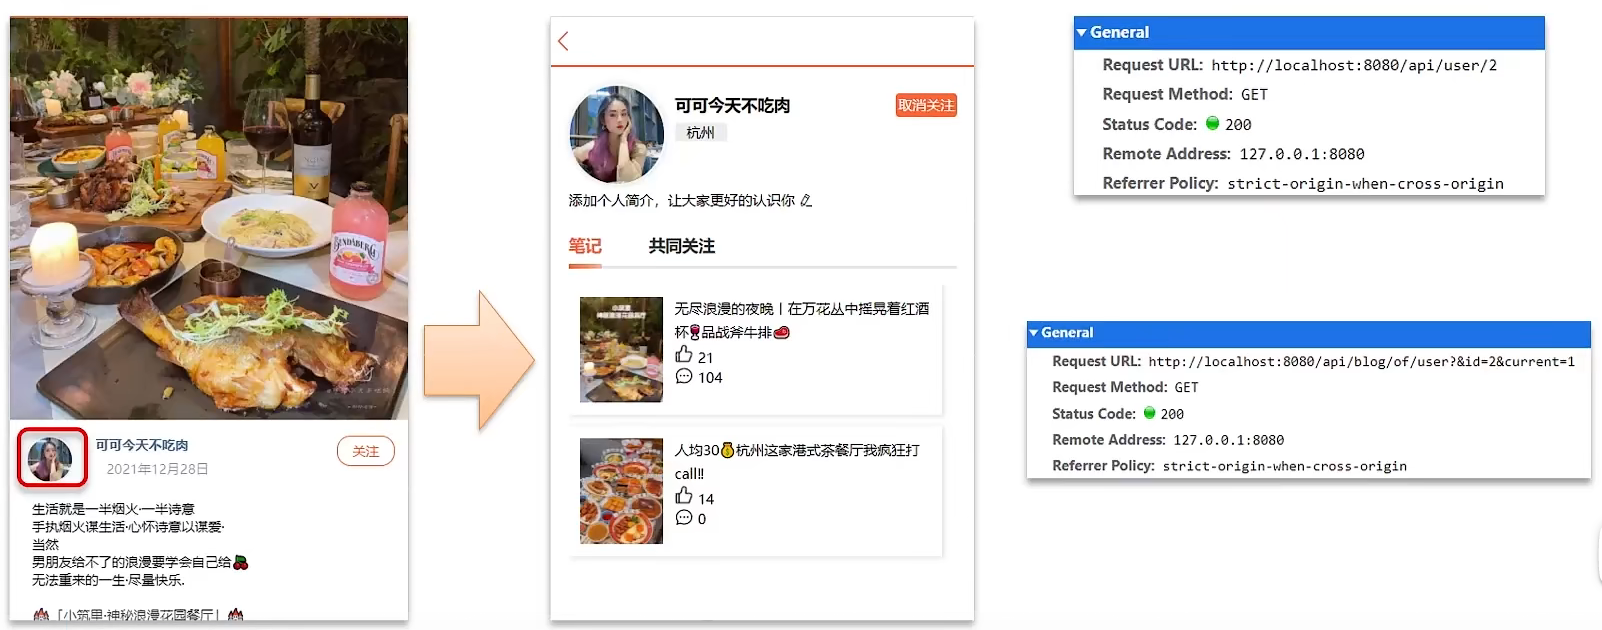 BUNDABERG
可可今天不吃肉
2021年12月28日
关注
生活就是一半烟火·一半诗意
手执烟火谋生活·心怀诗意以谋爱·
当然
男朋友给不了的浪漫要学会自己给🍒
无法重来的一生·尽量快乐.
🏰「小筑里·神秘浪漫花园餐厅」🏰
可可今天不吃肉
杭州
取消关注
添加个人简介，让大家更好的认识你
笔记
共同关注
无尽浪漫的夜晚丨在万花丛中摇晃着红酒
杯🍷品战斧牛排🥩
21
104
人均30💰杭州这家港式茶餐厅我疯狂打
call‼️
14
0
General
Request URL: http://localhost:8080/api/user/2
Request Method: GET
Status Code: 200
Remote Address: 127.0.0.1:8080
Referrer Policy: strict-origin-when-cross-origin
General
Request URL: http://localhost:8080/api/blog/of/user?&id=2&current=1
Request Method: GET
Status Code: 200
Remote Address: 127.0.0.1:8080
Referrer Policy: strict-origin-when-cross-origin